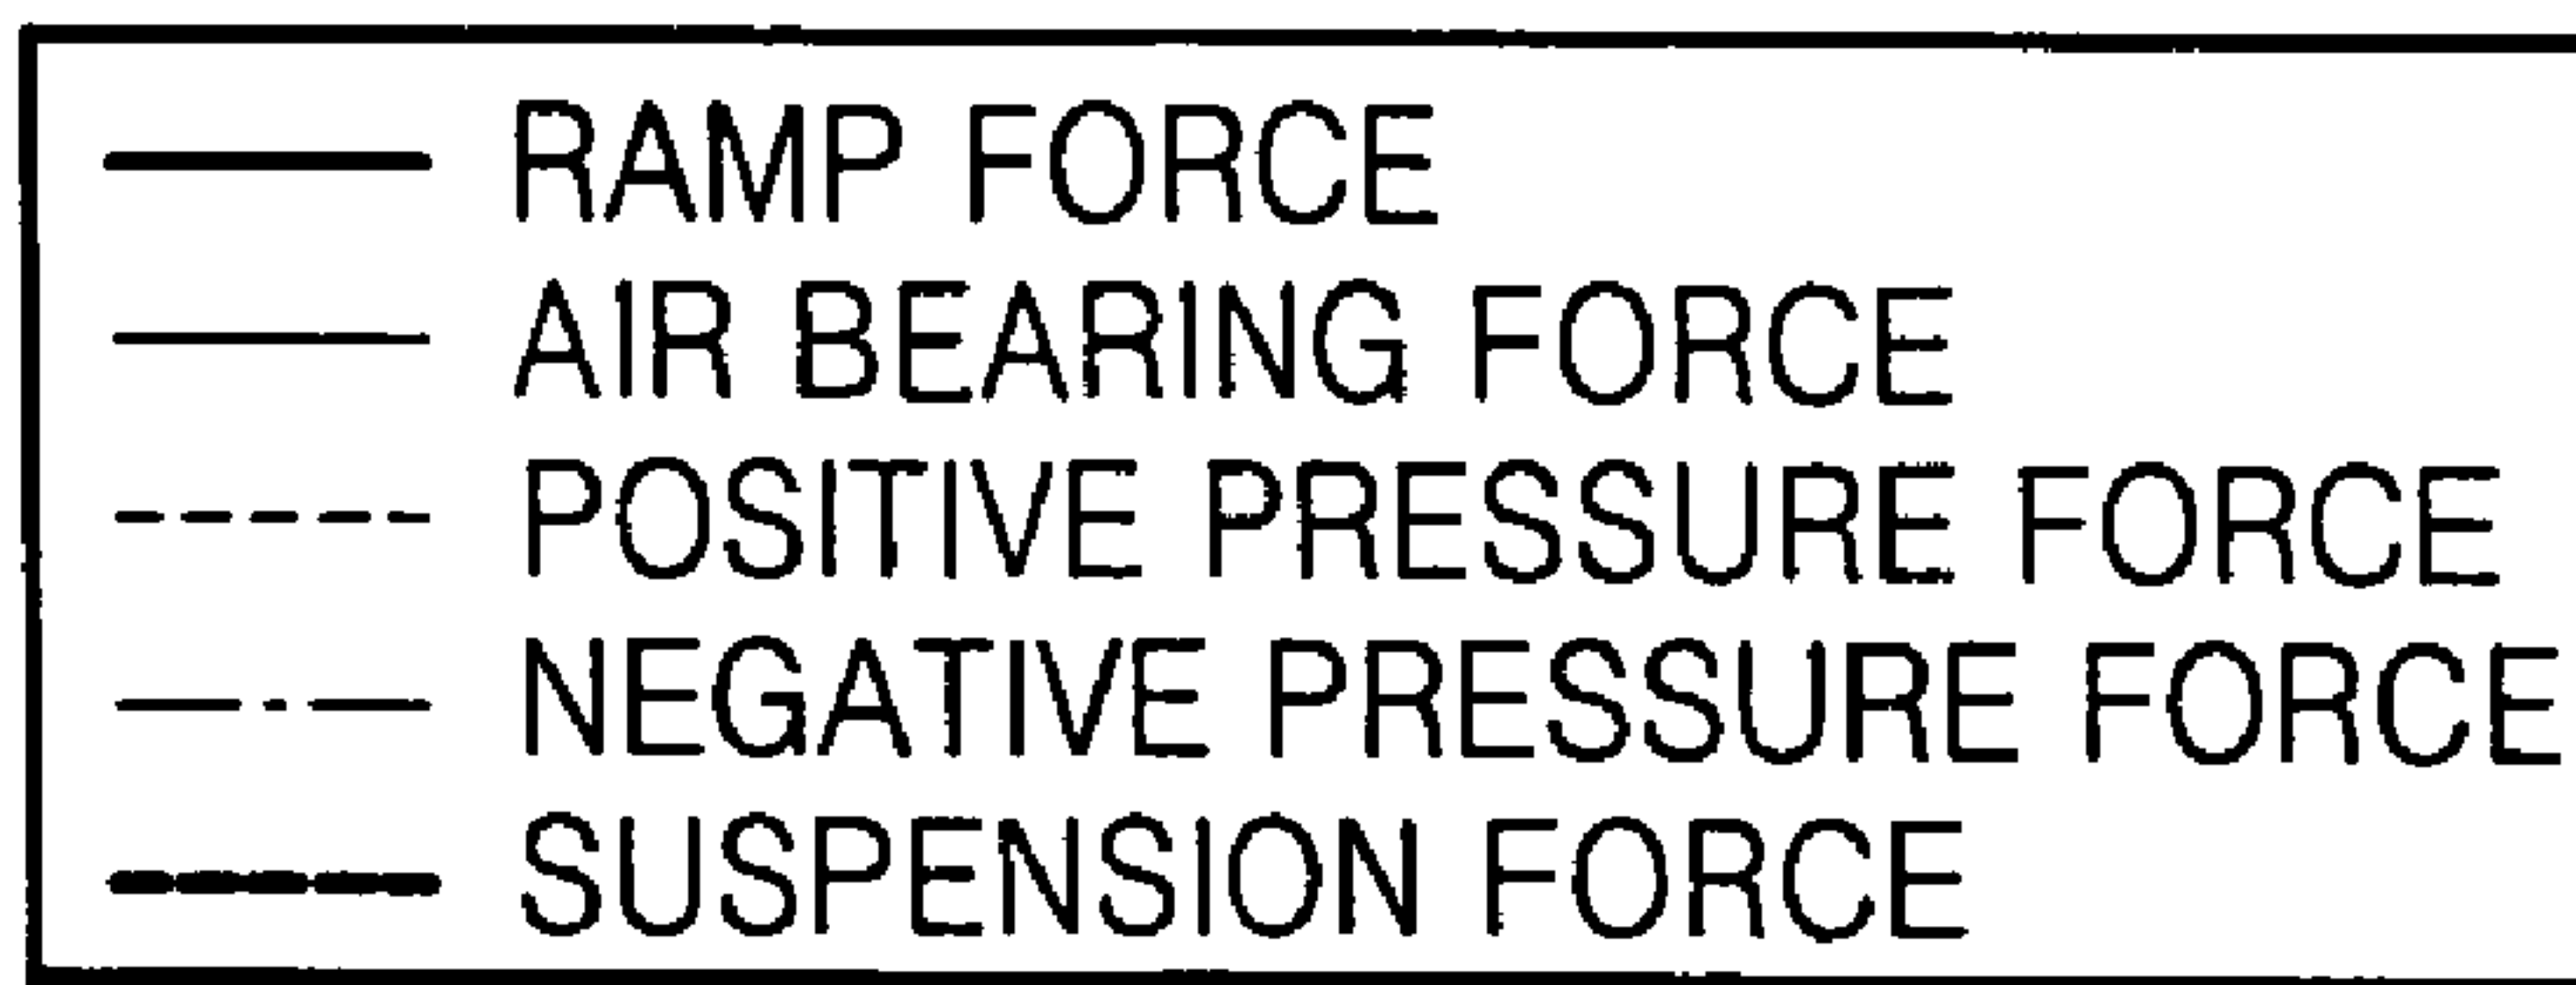 RAMP FORCE
AIR BEARING FORCE
POSITIVE PRESSURE FORCE
NEGATIVE PRESSURE FORCE
SUSPENSION FORCE